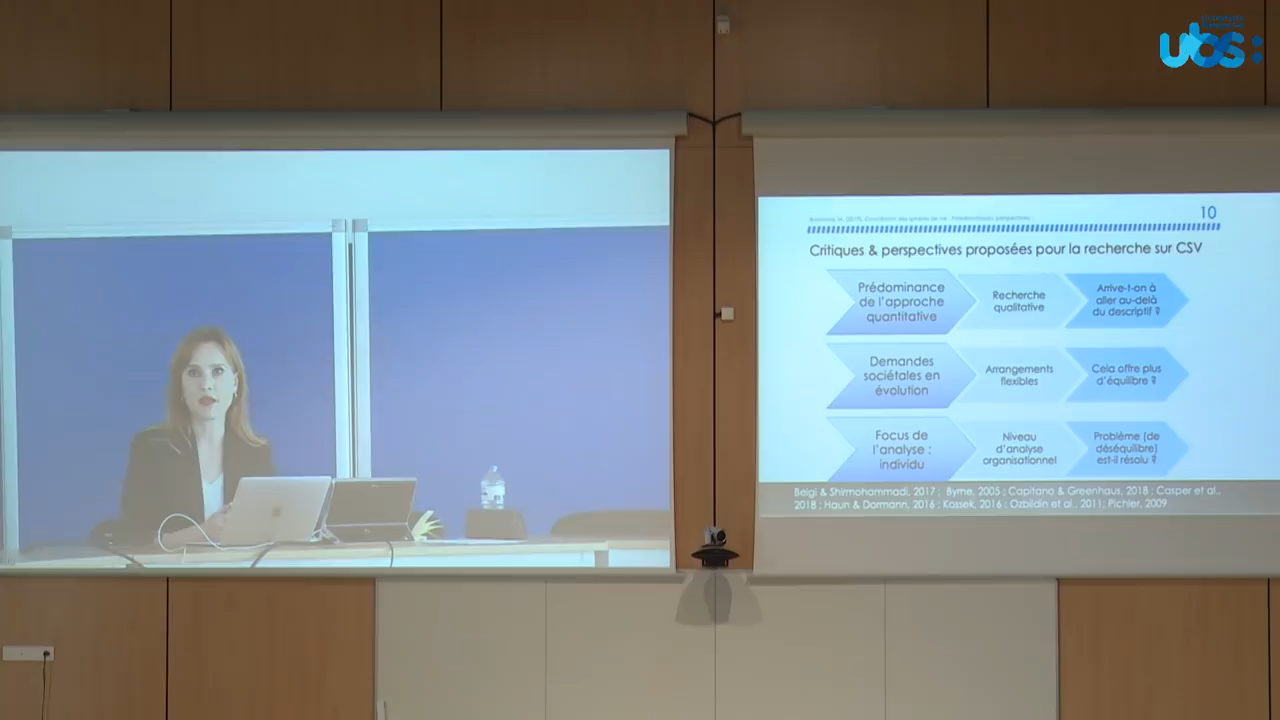 ubs:
10
Critiques & perspectives proposées pour la recherche sur CSV
Prédominance
de l'approche
quantitative
Recherche
qualitative
Arrive-t-on à
aller au-delà
du descriptif ?
Demandes
sociétales en
évolution
Arrangements
flexibles
Cela offre plus
d'équilibre ?
Focus de
l'analyse :
individu
Niveau
d'analyse
organisationnel
Problème (de
déséquilibre)
est-il résolu ?
Beigi & Shirmohammadi, 2017 ; Byrne, 2005 ; Capitano & Greenhaus, 2018 ; Casper et al.,
2018 ; Haun & Dormann, 2016 ; Kossek, 2016 ; Ozbildin et al., 2011; Pichler, 2009